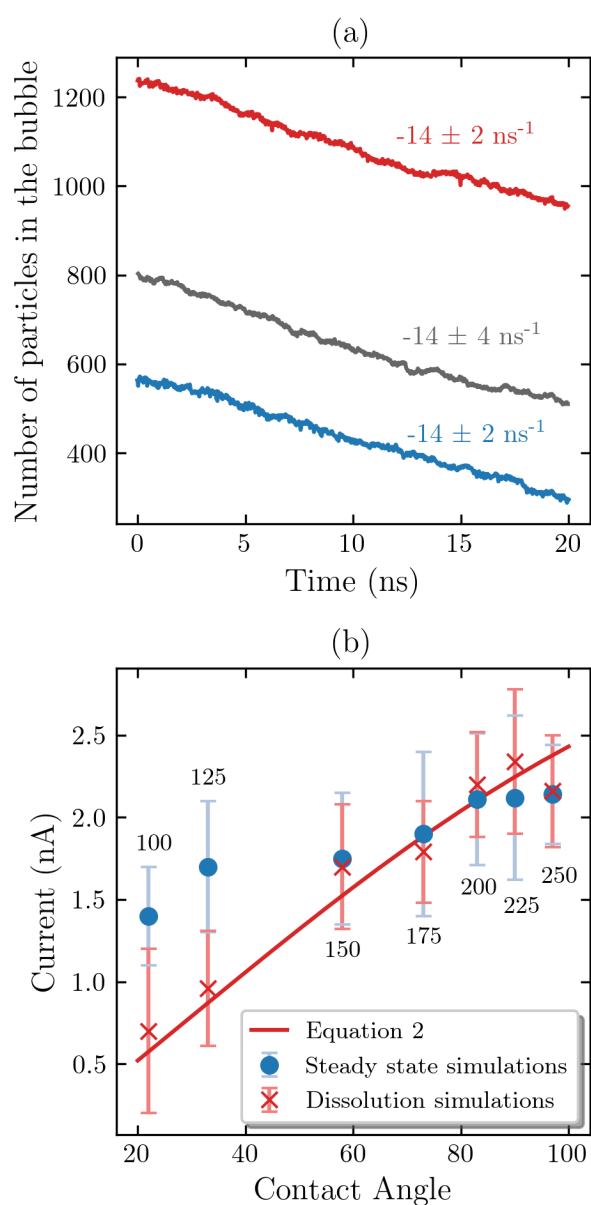 (a)
Number of particles in the bubble
1200
1000
800
600
400
-14 ± 2 ns⁻¹
-14 ± 4 ns⁻¹
-14 ± 2 ns⁻¹
0 5 10 15 20
Time (ns)
(b)
Current (nA)
2.5
2.0
1.5
1.0
0.5
100
125
150
175
200
225
250
Equation 2
Steady state simulations
Dissolution simulations
20 40 60 80 100
Contact Angle